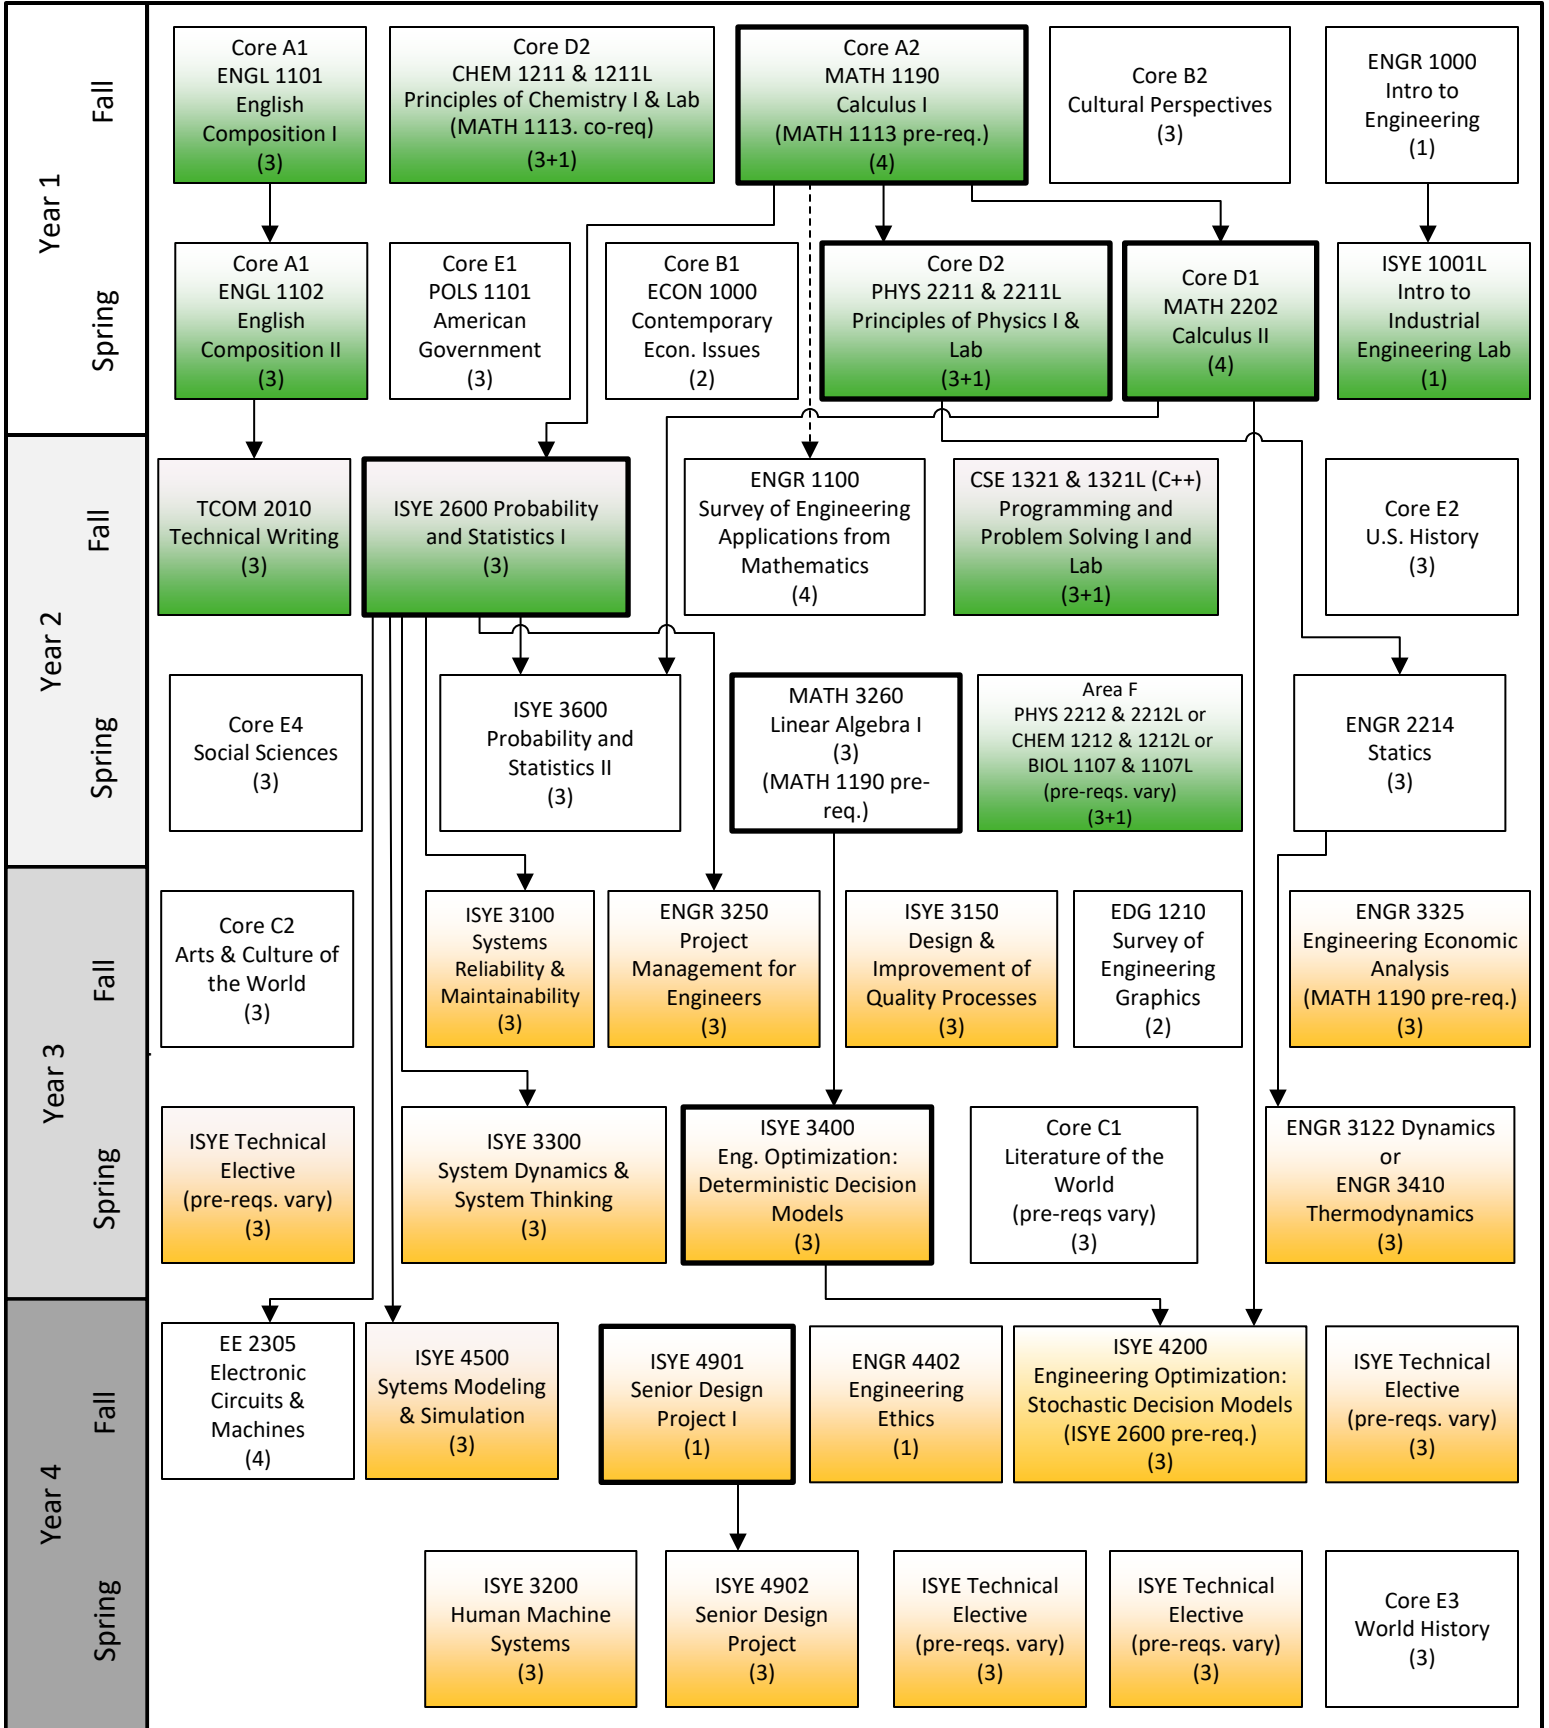 Year 1
Fall
Core A1
ENGL 1101
English
Composition I
(3)
Core D2
CHEM 1211 & 1211L
Principles of Chemistry I & Lab
(MATH 1113. co-req)
(3+1)
Core A2
MATH 1190
Calculus I
(MATH 1113 pre-req.)
(4)
Core B2
Cultural Perspectives
(3)
ENGR 1000
Intro to
Engineering
(1)
Spring
Core A1
ENGL 1102
English
Composition II
(3)
Core E1
POLS 1101
American
Government
(3)
Core B1
ECON 1000
Contemporary
Econ. Issues
(2)
Core D2
PHYS 2211 & 2211L
Principles of Physics I &
Lab
(3+1)
Core D1
MATH 2202
Calculus II
(4)
ISYE 1001L
Intro to
Industrial
Engineering Lab
(1)
Year 2
Fall
TCOM 2010
Technical Writing
(3)
ISYE 2600 Probability
and Statistics I
(3)
ENGR 1100
Survey of Engineering
Applications from
Mathematics
(4)
CSE 1321 & 1321L (C++)
Programming and
Problem Solving I and
Lab
(3+1)
Core E2
U.S. History
(3)
Spring
Core E4
Social Sciences
(3)
ISYE 3600
Probability and
Statistics II
(3)
MATH 3260
Linear Algebra I
(3)
(MATH 1190 pre-
req.)
Area F
PHYS 2212 & 2212L or
CHEM 1212 & 1212L or
BIOL 1107 & 1107L
(pre-reqs. vary)
(3+1)
ENGR 2214
Statics
(3)
Year 3
Fall
Core C2
Arts & Culture of
the World
(3)
ISYE 3100
Systems
Reliability &
Maintainability
(3)
ENGR 3250
Project
Management for
Engineers
(3)
ISYE 3150
Design &
Improvement of
Quality Processes
(3)
EDG 1210
Survey of
Engineering
Graphics
(2)
ENGR 3325
Engineering Economic
Analysis
(MATH 1190 pre-req.)
(3)
Spring
ISYE Technical
Elective
(pre-reqs. vary)
(3)
ISYE 3300
System Dynamics &
System Thinking
(3)
ISYE 3400
Eng. Optimization:
Deterministic Decision
Models
(3)
Core C1
Literature of the
World
(pre-reqs vary)
(3)
ENGR 3122 Dynamics
or
ENGR 3410
Thermodynamics
(3)
Year 4
Fall
EE 2305
Electronic
Circuits &
Machines
(4)
ISYE 4500
Sytems Modeling
& Simulation
(3)
ISYE 4901
Senior Design
Project I
(1)
ENGR 4402
Engineering
Ethics
(1)
ISYE 4200
Engineering Optimization:
Stochastic Decision Models
(ISYE 2600 pre-req.)
(3)
ISYE Technical
Elective
(pre-reqs. vary)
(3)
Spring
ISYE 3200
Human Machine
Systems
(3)
ISYE 4902
Senior Design
Project
(3)
ISYE Technical
Elective
(pre-reqs. vary)
(3)
ISYE Technical
Elective
(pre-reqs. vary)
(3)
Core E3
World History
(3)